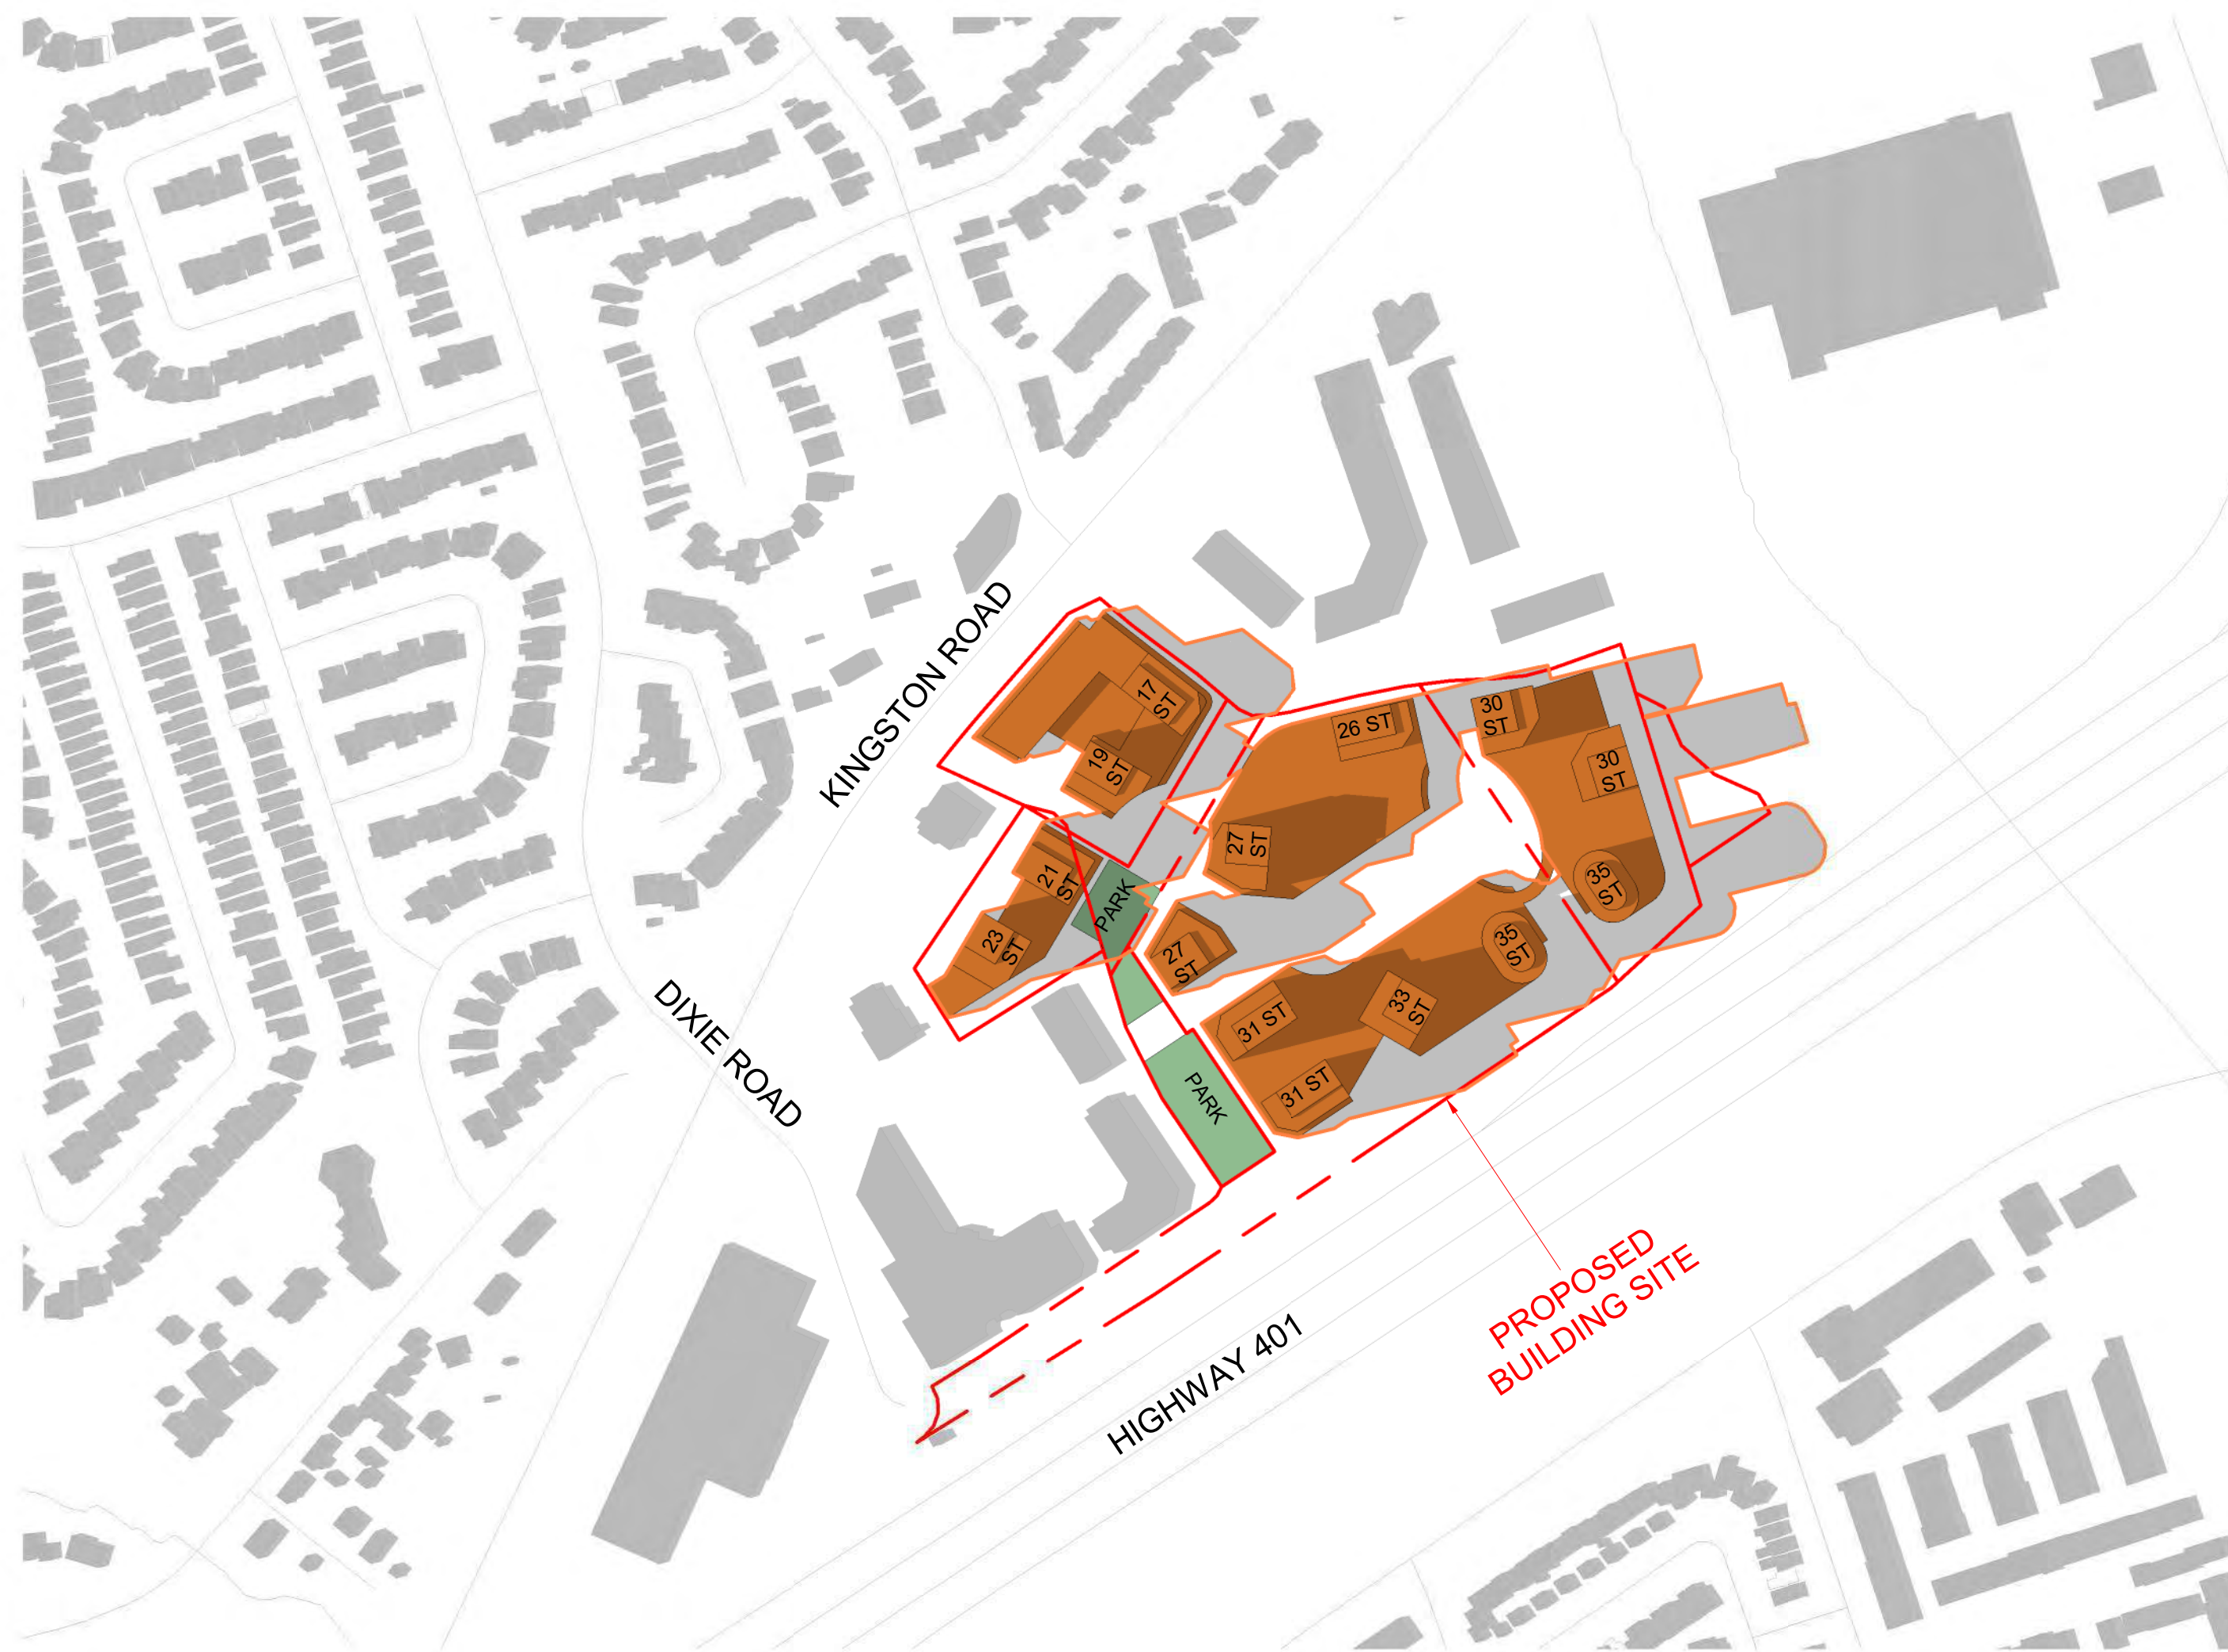 KINGSTON ROAD
17
ST
19
ST
26 ST
30
ST
30
ST
27
ST
21
ST
PARK
35
ST
23
ST
27
ST
35
ST
31 ST
33
ST
DIXIE ROAD
PARK
31 ST
PROPOSED
BUILDING SITE
HIGHWAY 401